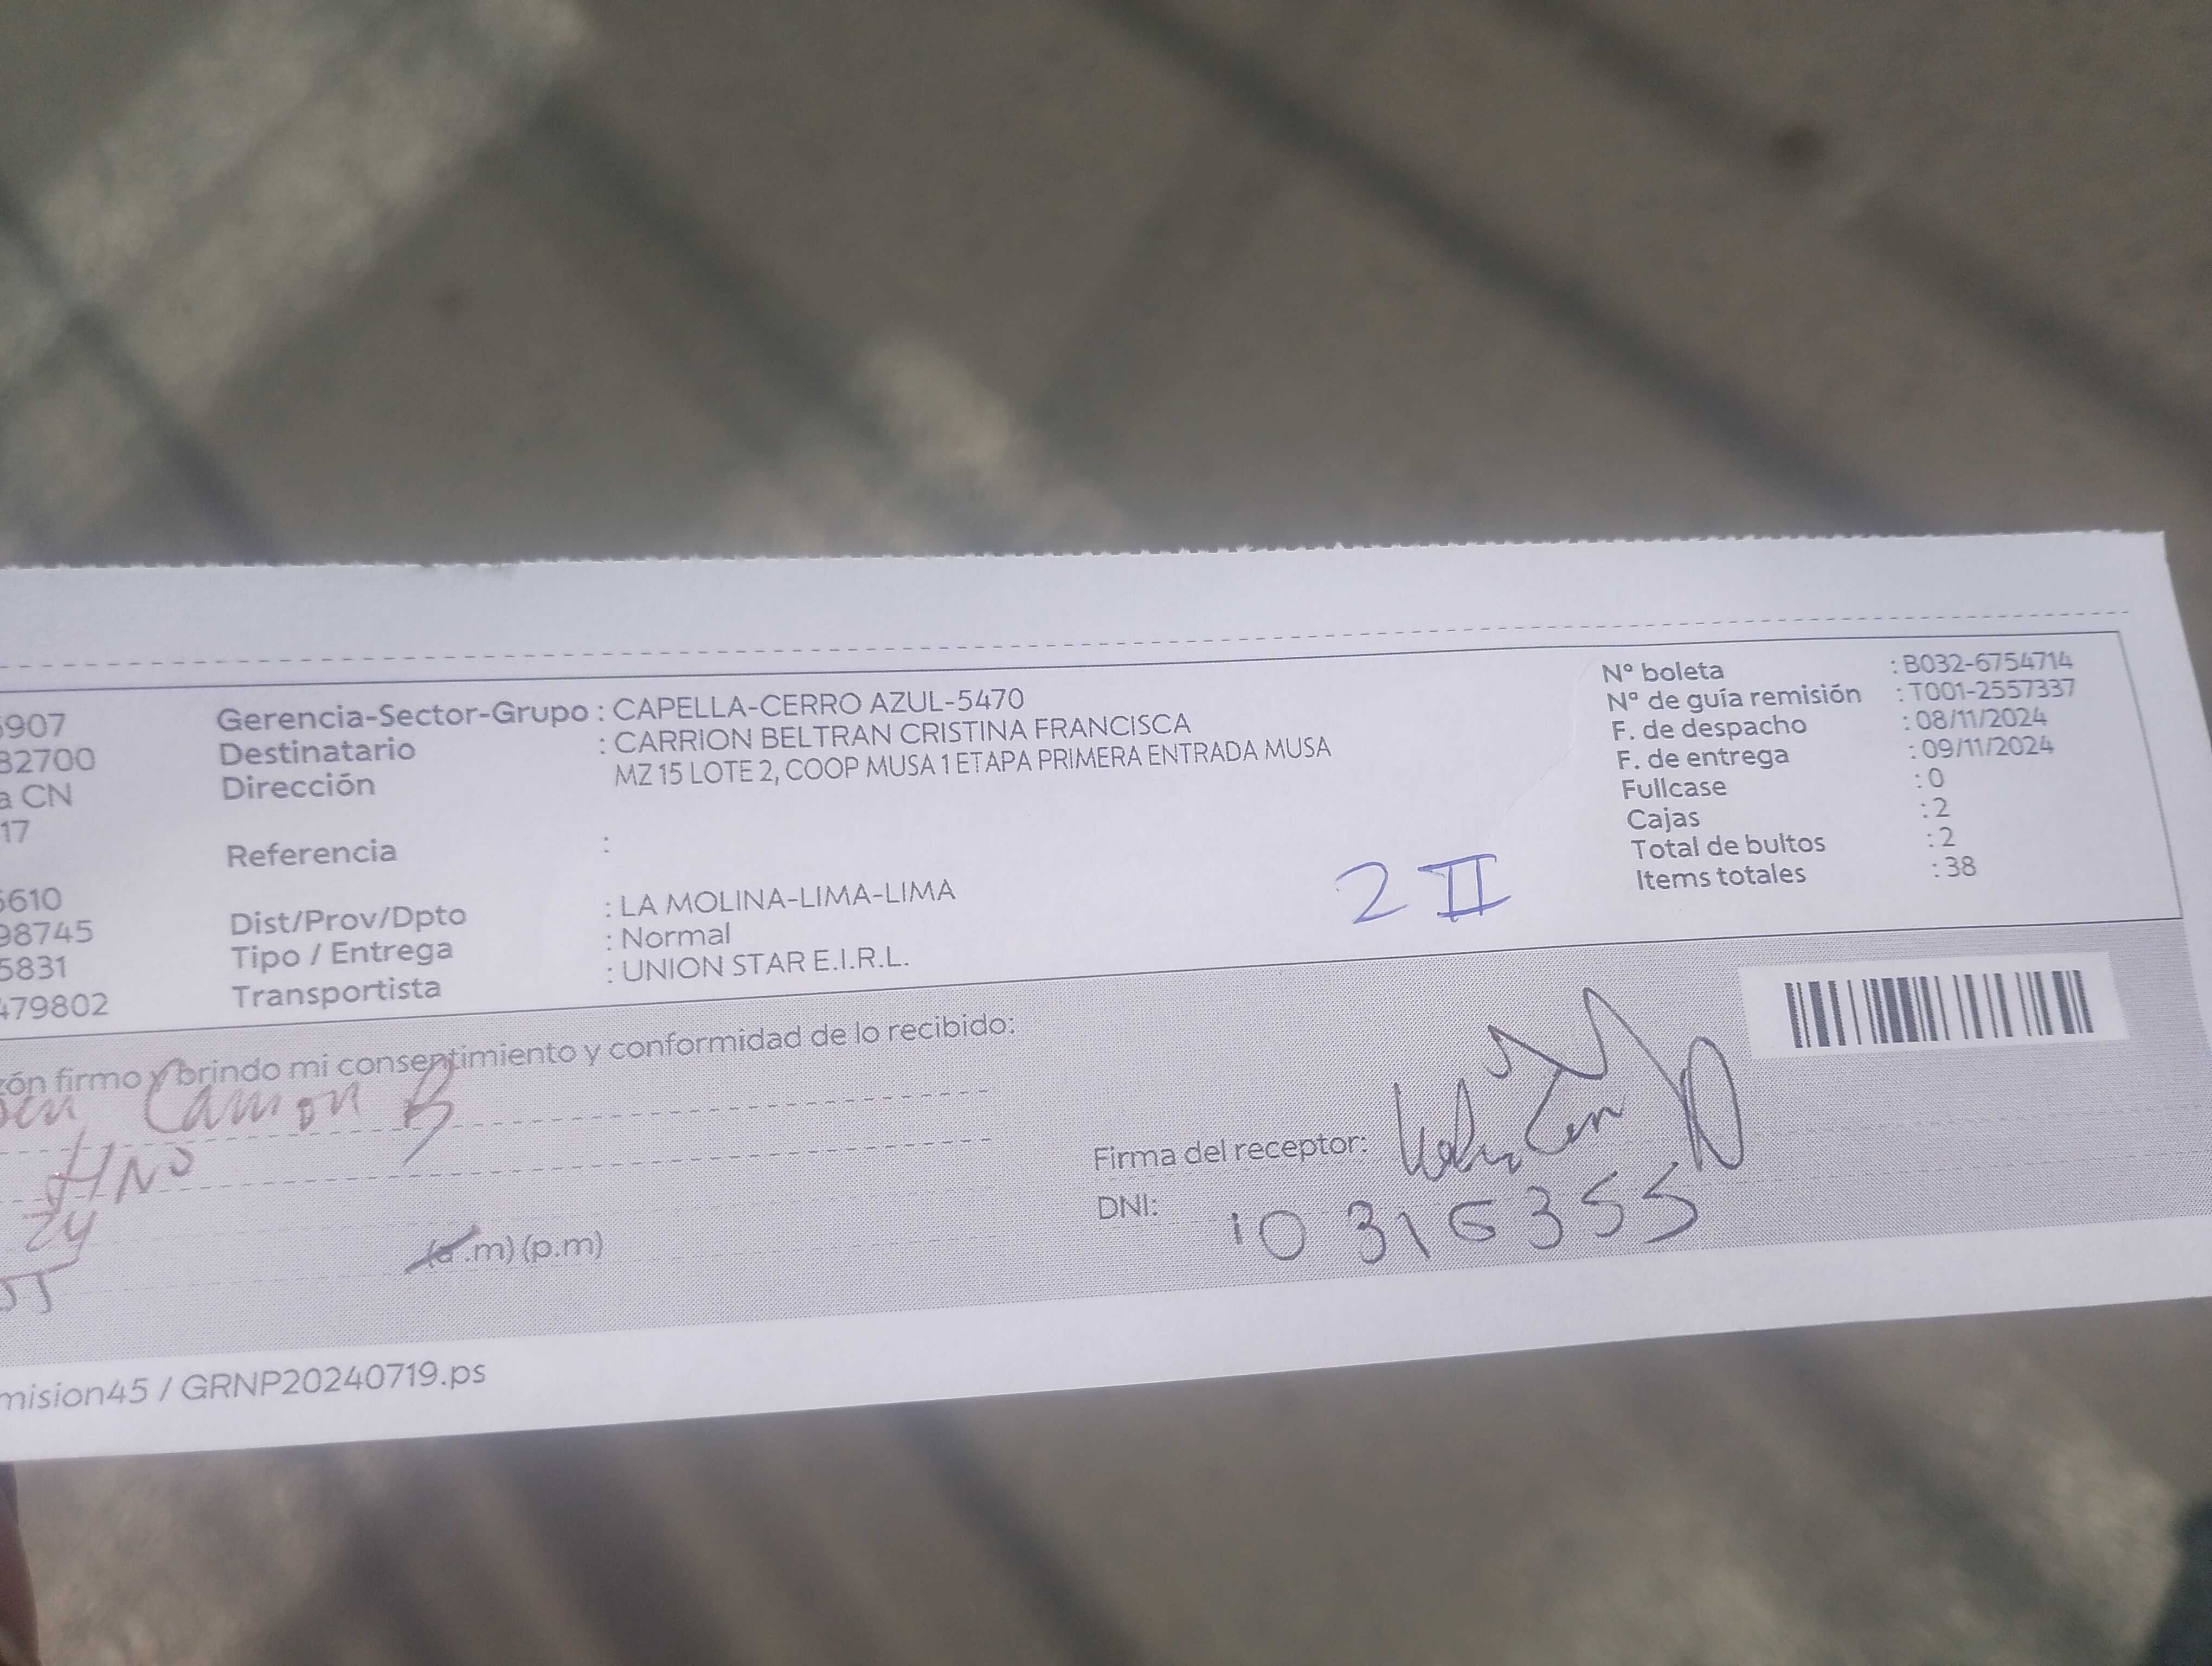 6907
Gerencia-Sector-Grupo : CAPELLA-CERRO AZUL-5470
82700
Destinatario : CARRION BELTRAN CRISTINA FRANCISCA
a CN
Dirección MZ 15 LOTE 2, COOP MUSA 1 ETAPA PRIMERA ENTRADA MUSA
17
Referencia :
5610
Dist/Prov/Dpto : LA MOLINA-LIMA-LIMA
98745
Tipo / Entrega : Normal
5831
Transportista : UNION STAR E.I.R.L.
479802
2 II
N° boleta : B032-6754714
N° de guía remisión : T001-2557337
F. de despacho : 08/11/2024
F. de entrega : 09/11/2024
Fullcase : 0
Cajas : 2
Total de bultos : 2
Items totales : 38
zón firmo y brindo mi consentimiento y conformidad de lo recibido:
Carrion B
HNO
24
(a.m) (p.m)
Firma del receptor:
DNI: 10316355
mision45 / GRNP20240719.ps